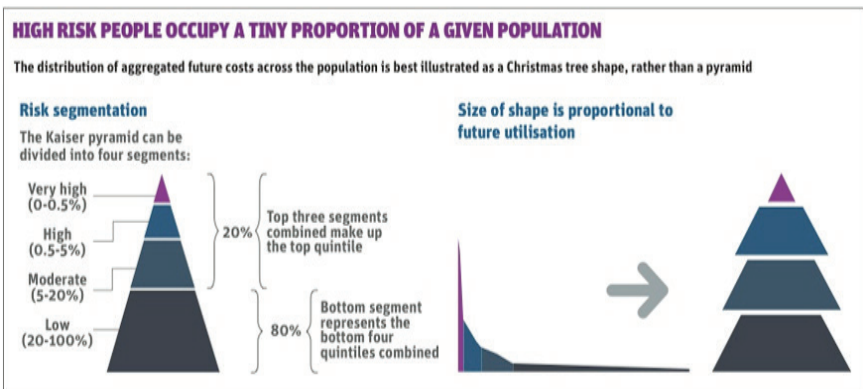 HIGH RISK PEOPLE OCCUPY A TINY PROPORTION OF A GIVEN POPULATION
The distribution of aggregated future costs across the population is best illustrated as a Christmas tree shape, rather than a pyramid
Risk segmentation
The Kaiser pyramid can be
divided into four segments:
Very high
(0-0.5%)
High
(0.5-5%)
Moderate
(5-20%)
Low
(20-100%)
20%
Top three segments
combined make up
the top quintile
80%
Bottom segment
represents the
bottom four
quintiles combined
Size of shape is proportional to
future utilisation